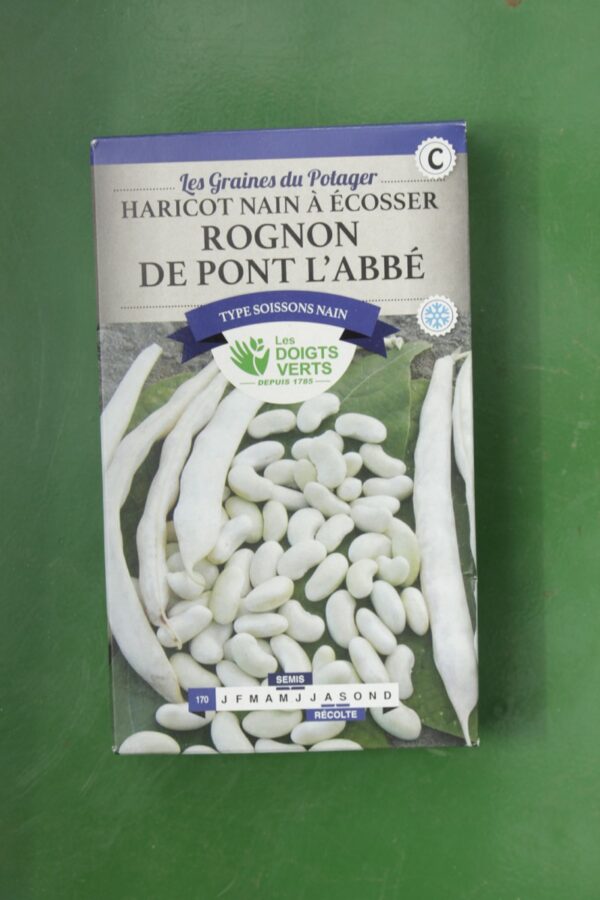 C
Les Graines du Potager
HARICOT NAIN À ÉCOSSER
ROGNON
DE PONT L'ABBÉ
TYPE SOISSONS NAIN
Les
DOIGTS
VERTS
DEPUIS 1785
SEMIS
170 J F M A M J J A S O N D
RÉCOLTE